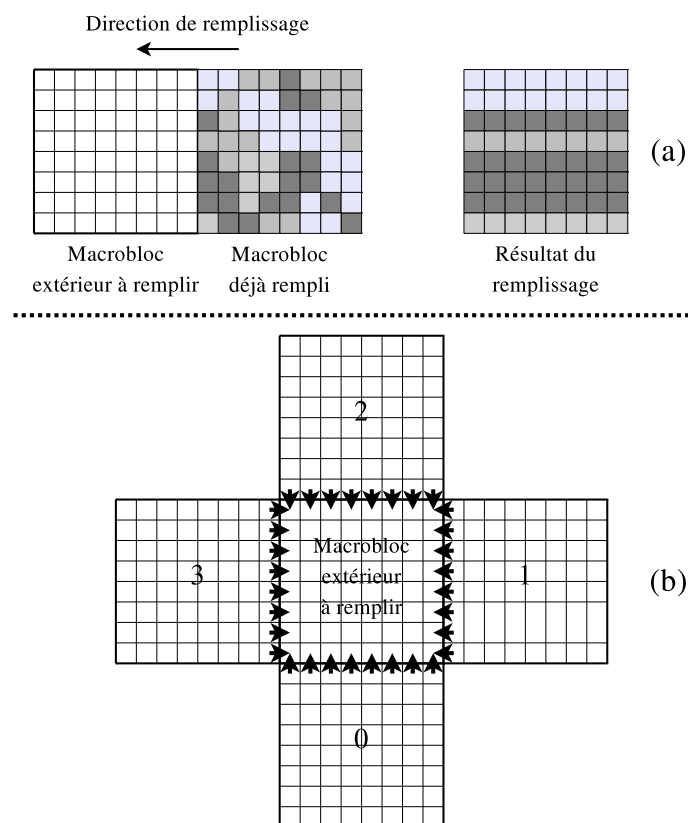 Direction de remplissage
(a)
Macrobloc
extérieur à remplir
Macrobloc
déjà rempli
Résultat du
remplissage
2
3
Macrobloc
extérieur
à remplir
1
(b)
0